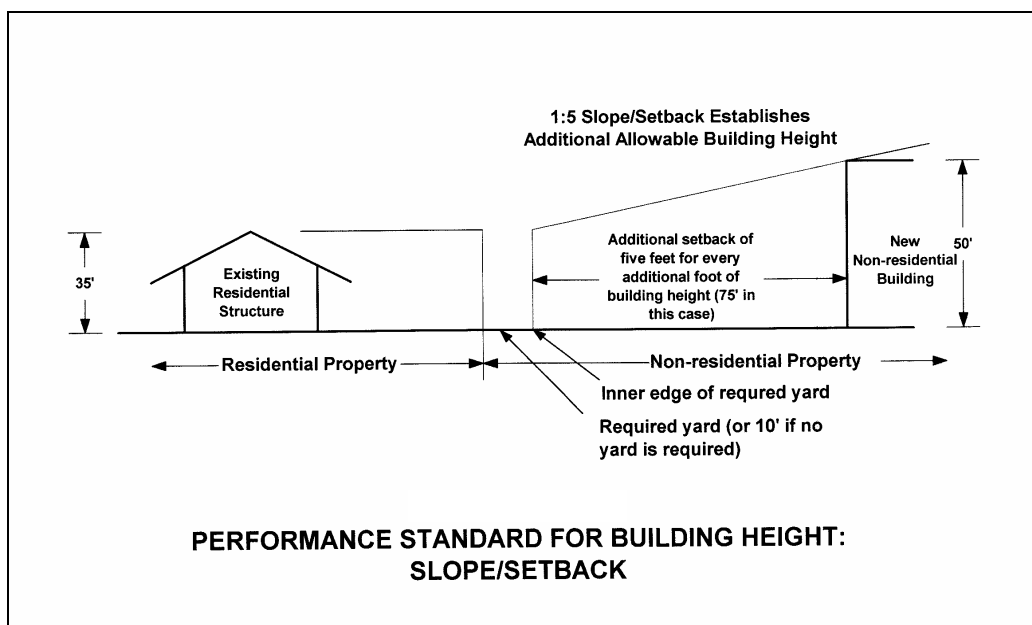 1:5 Slope/Setback Establishes
Additional Allowable Building Height
35'
Existing
Residential
Structure
Additional setback of
five feet for every
additional foot of
building height (75' in
this case)
New
Non-residential
Building
50'
Residential Property
Non-residential Property
Inner edge of requred yard
Required yard (or 10' if no
yard is required)
PERFORMANCE STANDARD FOR BUILDING HEIGHT:
SLOPE/SETBACK